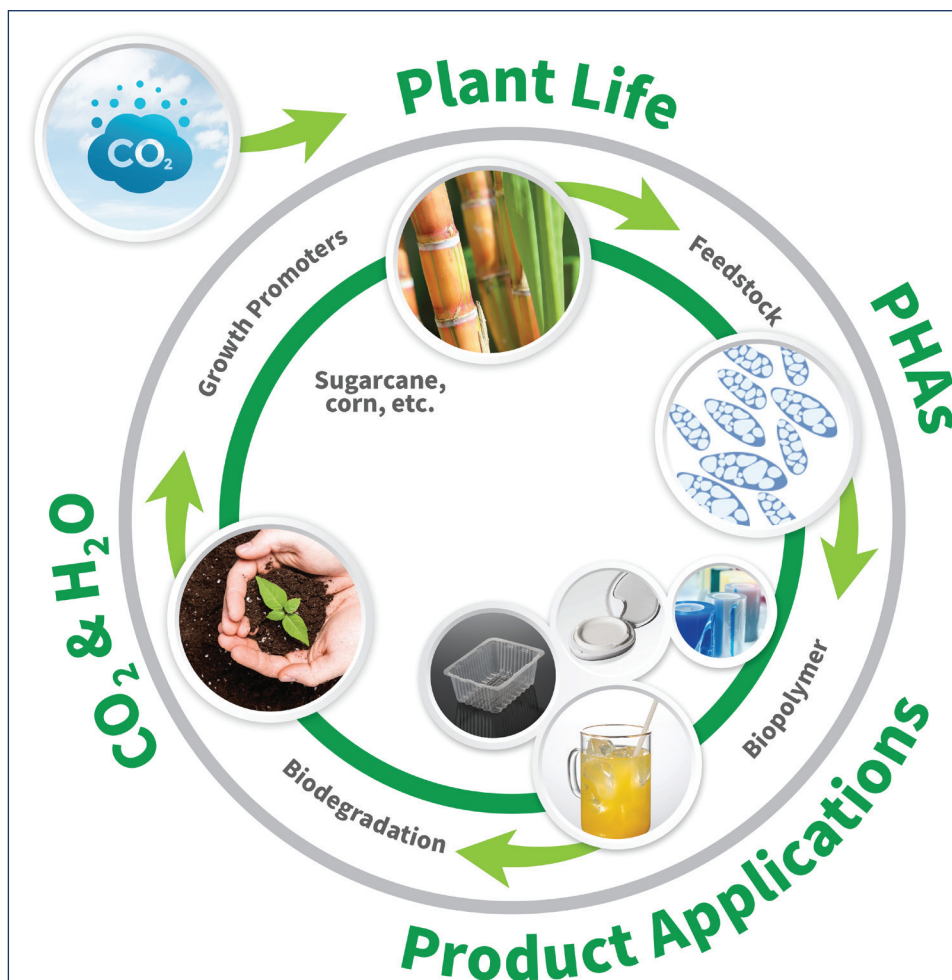 CO₂
Plant Life
Growth Promoters
Feedstock
Sugarcane,
corn, etc.
PHAs
CO₂ & H₂O
Biopolymer
Biodegradation
Product Applications